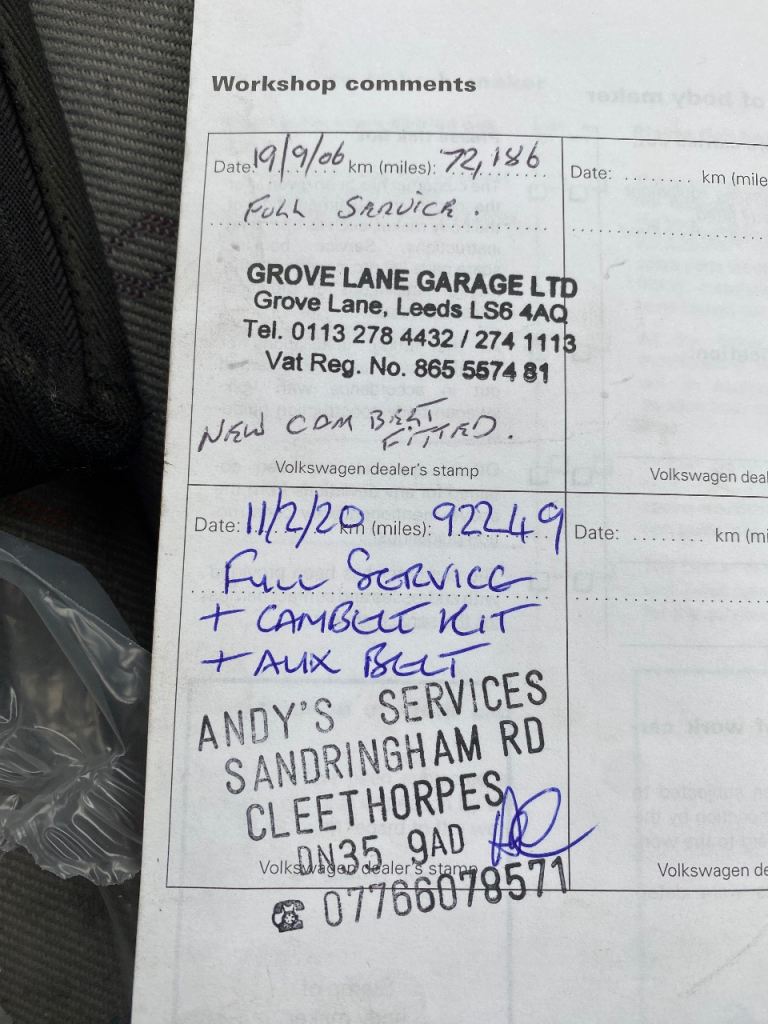 Workshop comments
Date: 19/9/06 km (miles): 72,186
FULL SERVICE.
GROVE LANE GARAGE LTD
Grove Lane, Leeds LS6 4AQ
Tel. 0113 278 4432 / 274 1113
Vat Reg. No. 865 5574 81
NEW CAM BELT
FITTED.
Volkswagen dealer's stamp
Date: ........ km (mile
Volkswagen deal
Date: 11/2/20 km (miles): 92249
FULL SERVICE
+ CAMBELT KIT
+ AUX BELT
ANDY'S SERVICES
SANDRINGHAM RD
CLEETHORPES
DN35 9AD
Volkswagen dealer's stamp
☎ 07766078571
Date: ........ km (mi
Volkswagen de